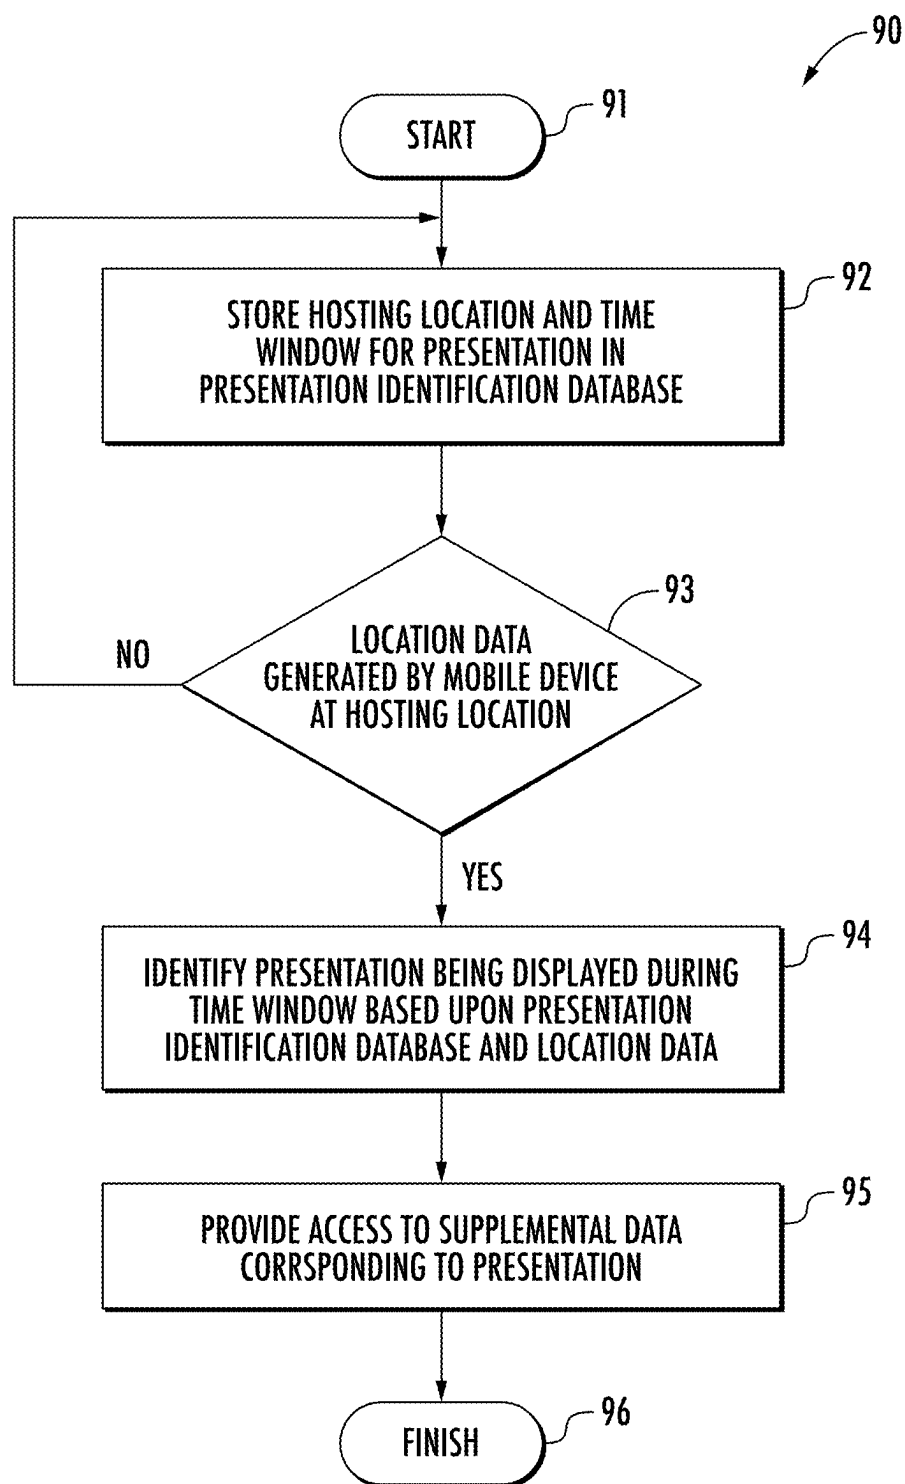 90
START
91
STORE HOSTING LOCATION AND TIME
WINDOW FOR PRESENTATION IN
PRESENTATION IDENTIFICATION DATABASE
92
LOCATION DATA
GENERATED BY MOBILE DEVICE
AT HOSTING LOCATION
93
NO
YES
IDENTIFY PRESENTATION BEING DISPLAYED DURING
TIME WINDOW BASED UPON PRESENTATION
IDENTIFICATION DATABASE AND LOCATION DATA
94
PROVIDE ACCESS TO SUPPLEMENTAL DATA
CORRSPONDING TO PRESENTATION
95
FINISH
96